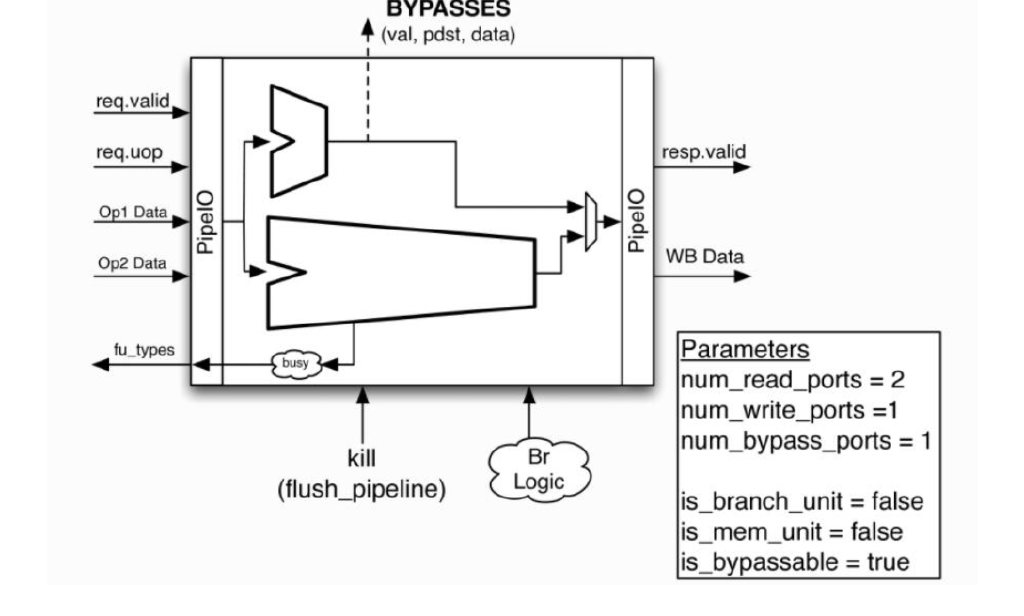 BYPASSES
(val, pdst, data)
req.valid
req.uop
Op1 Data
Op2 Data
PipeIO
fu_types
busy
kill
(flush_pipeline)
Br
Logic
PipeIO
resp.valid
WB Data
Parameters
num_read_ports = 2
num_write_ports =1
num_bypass_ports = 1
is_branch_unit = false
is_mem_unit = false
is_bypassable = true